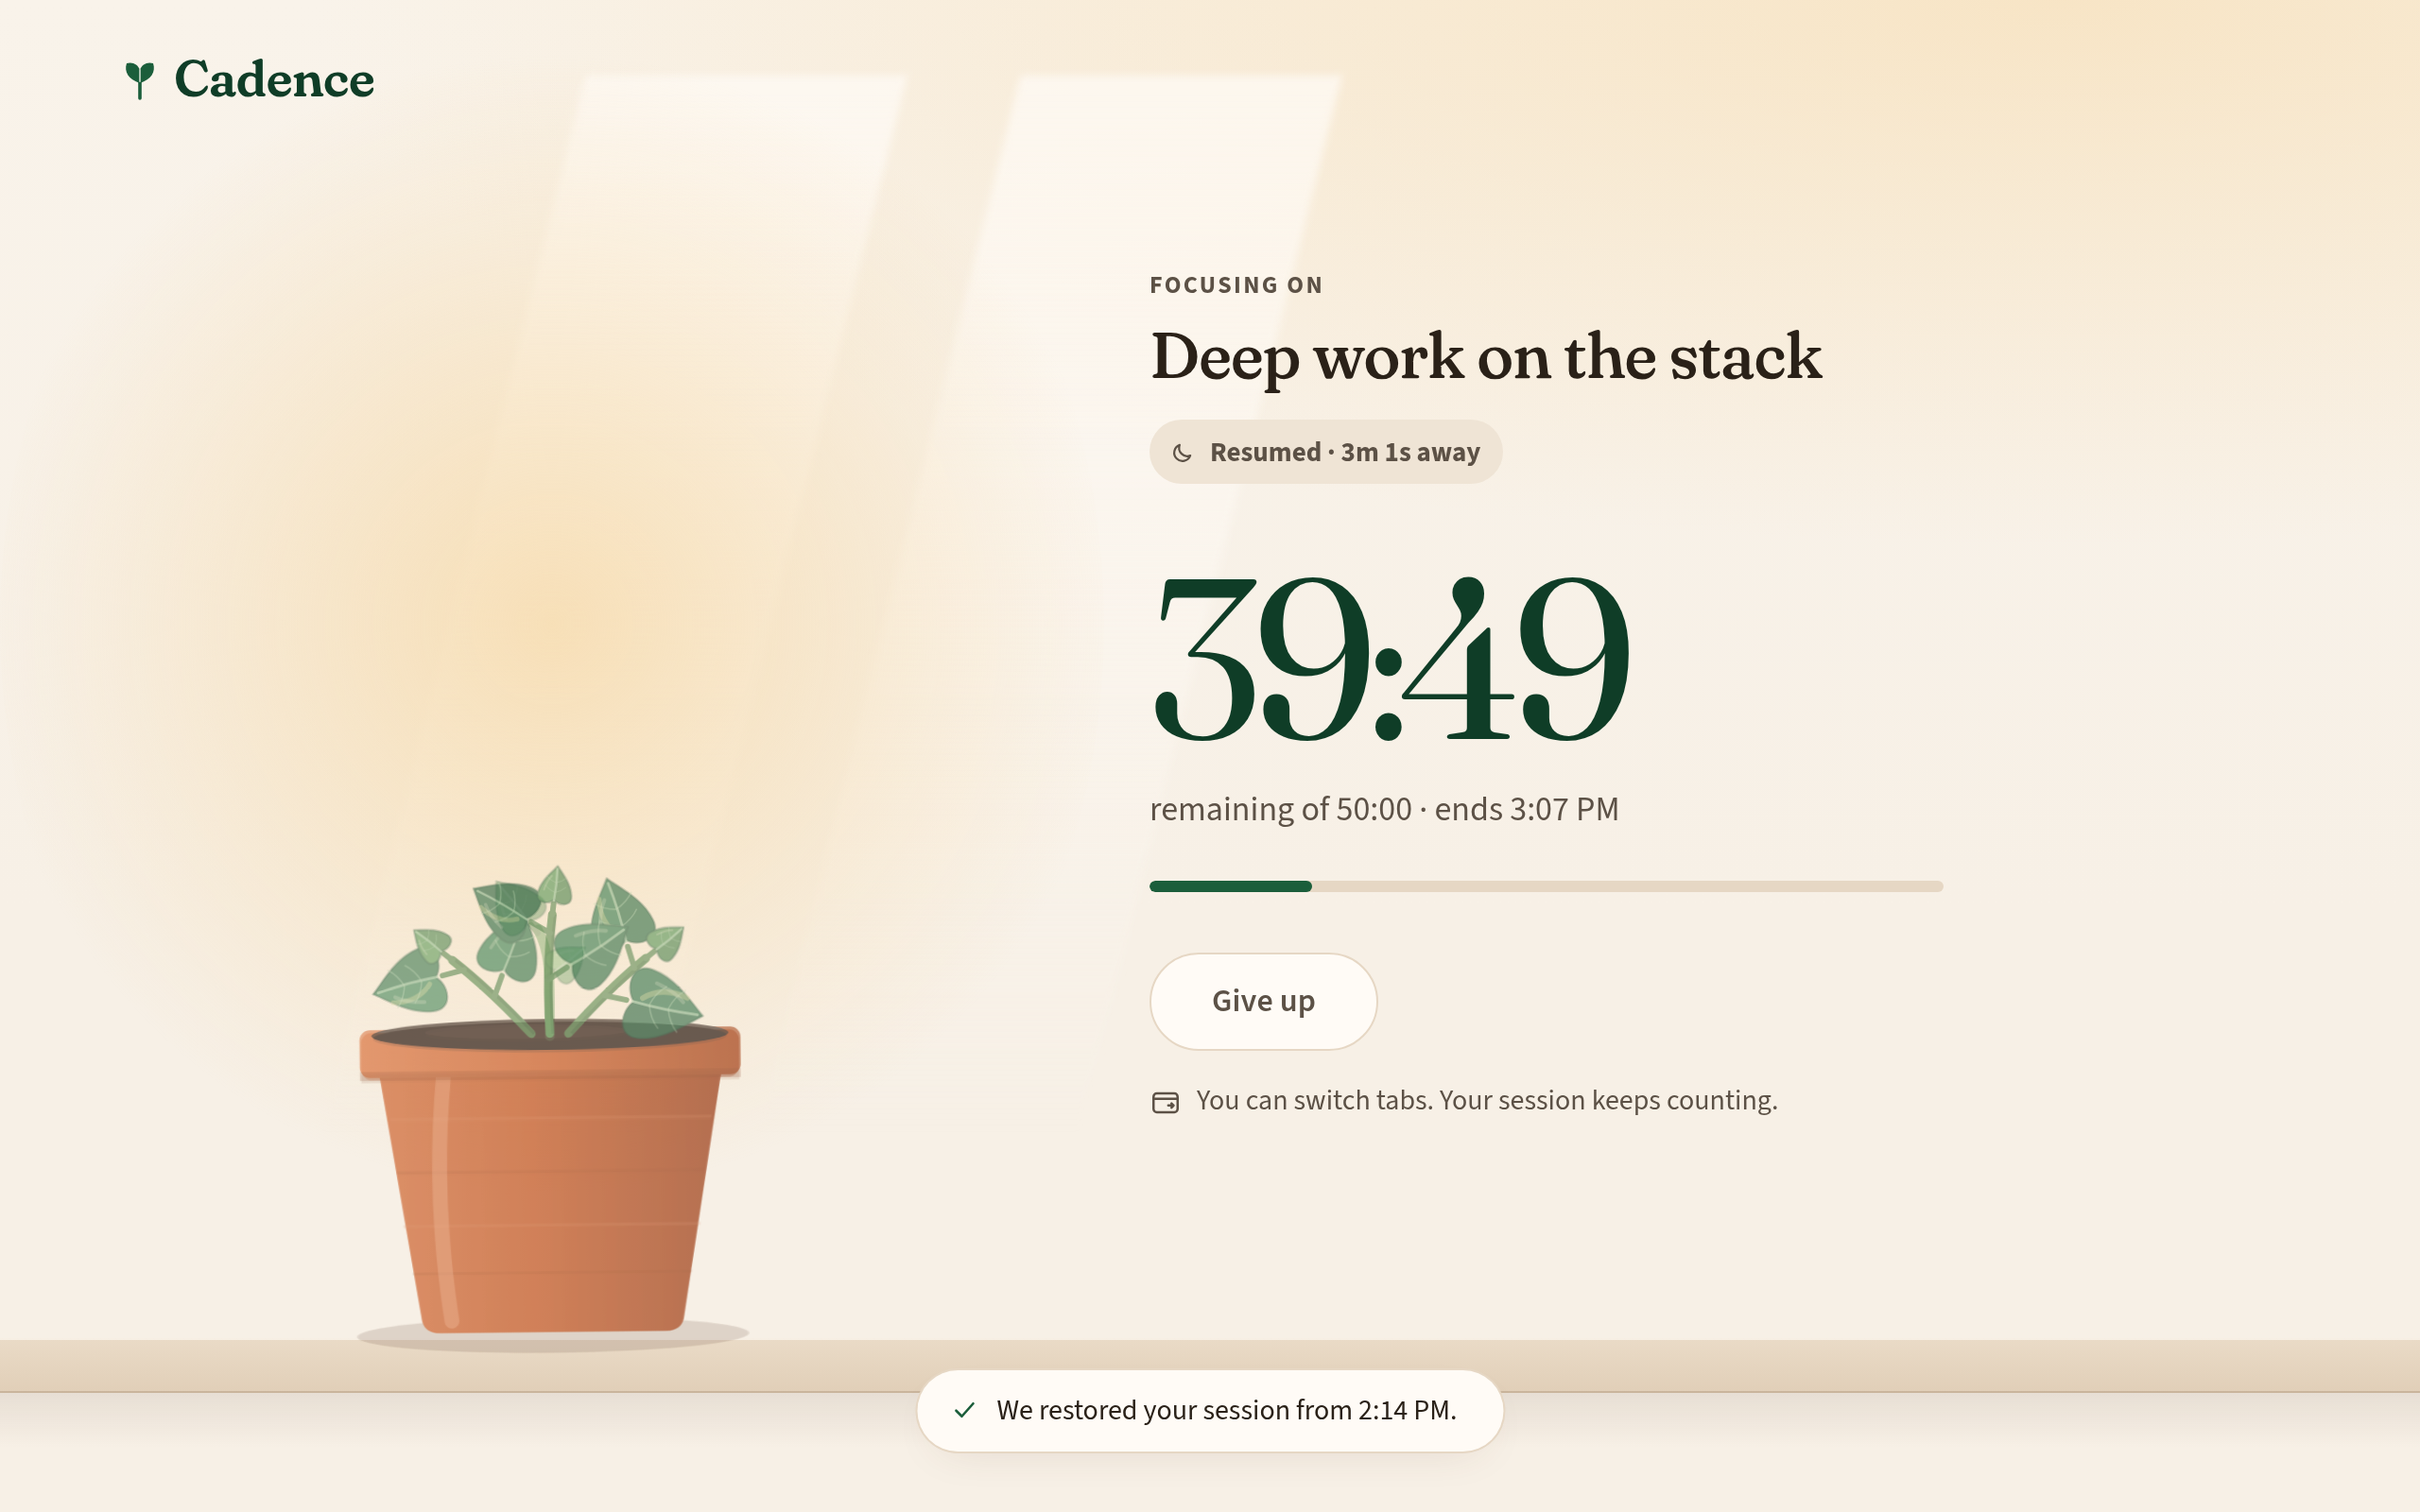 Cadence
FOCUSING ON
Deep work on the stack
Resumed · 3m 1s away
39:49
remaining of 50:00 · ends 3:07 PM
Give up
You can switch tabs. Your session keeps counting.
We restored your session from 2:14 PM.